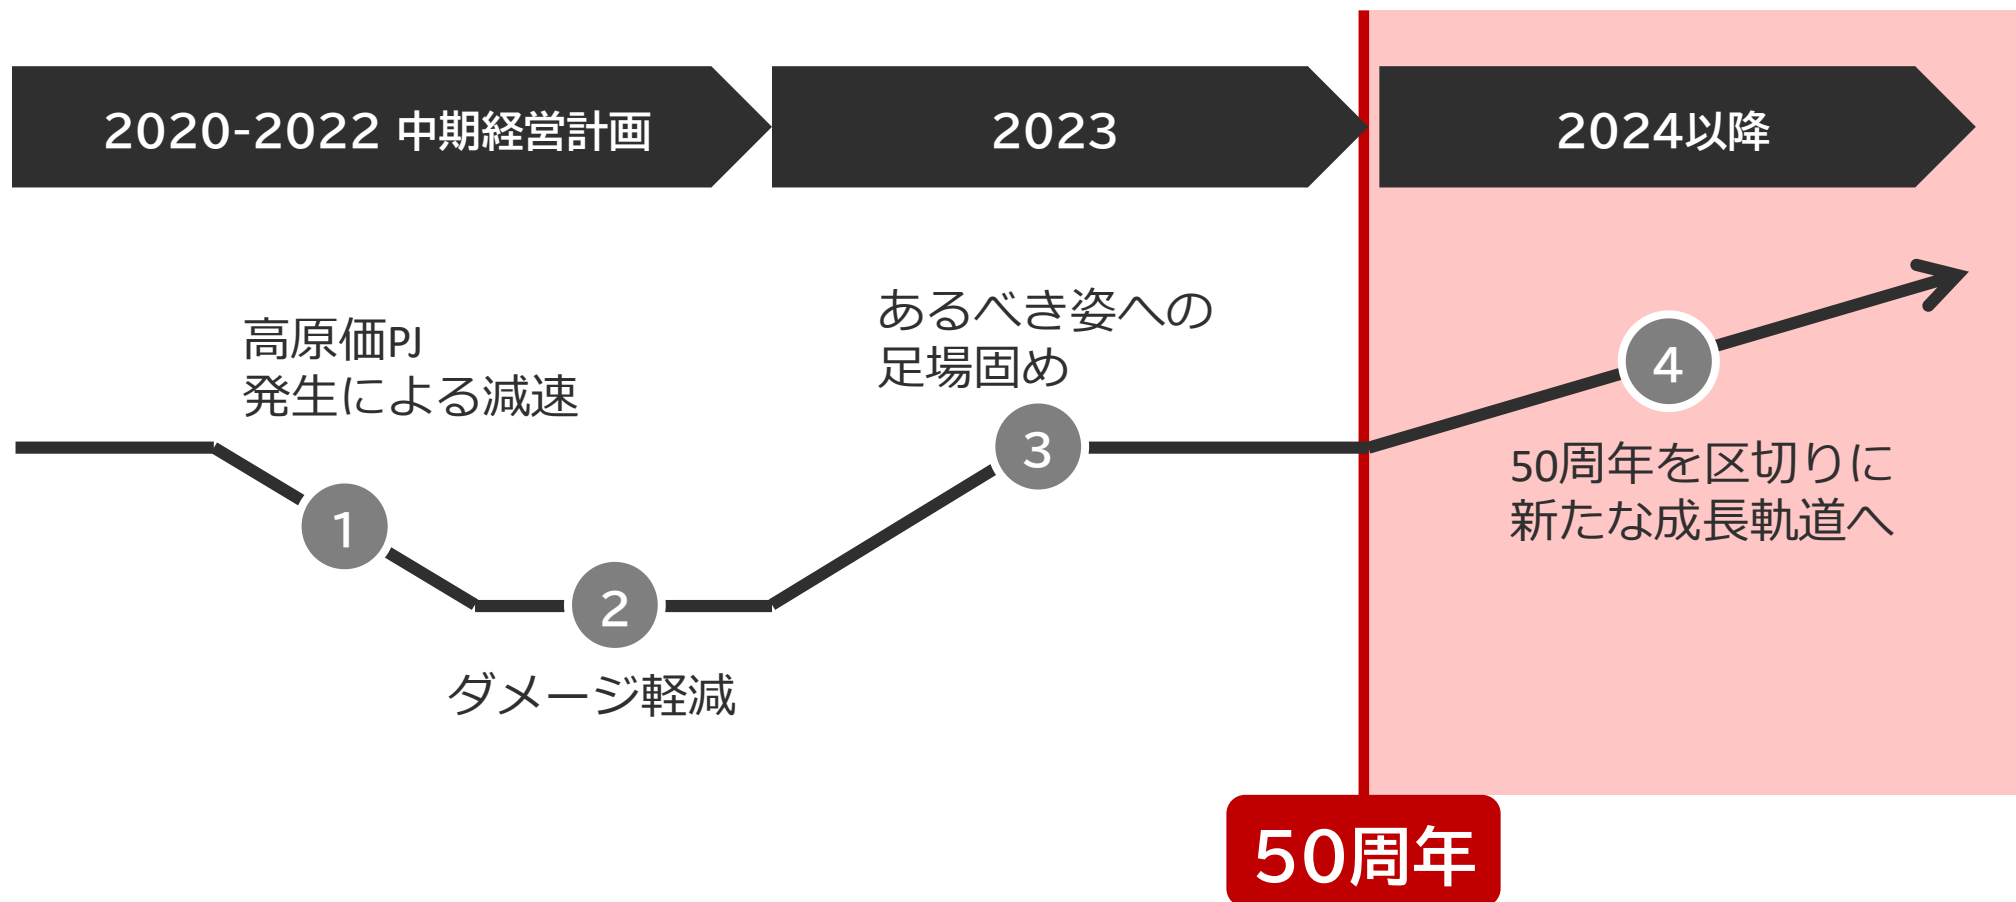 2020-2022 中期経営計画
2023
2024以降
高原価PJ
発生による減速
1
2
ダメージ軽減
あるべき姿への
足場固め
3
4
50周年を区切りに
新たな成長軌道へ
50周年